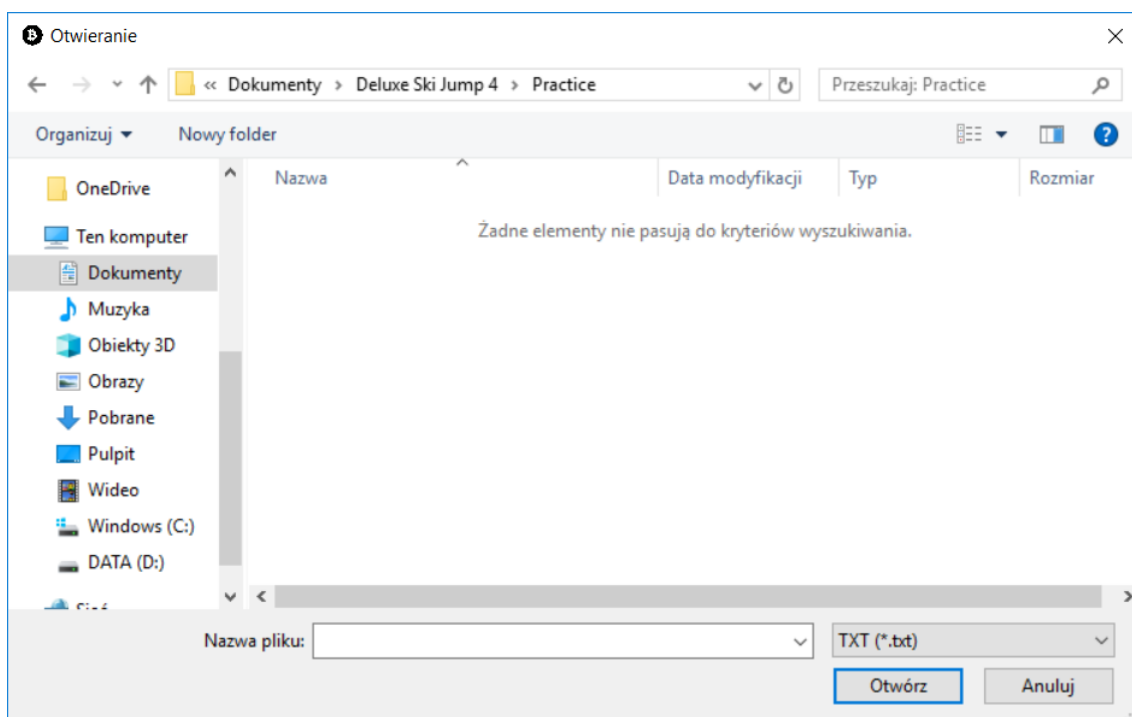 Otwieranie
« Dokumenty > Deluxe Ski Jump 4 > Practice
Przeszukaj: Practice
Organizuj
Nowy folder
Nazwa
Data modyfikacji
Typ
Rozmiar
Żadne elementy nie pasują do kryteriów wyszukiwania.
OneDrive
Ten komputer
Dokumenty
Muzyka
Obiekty 3D
Obrazy
Pobrane
Pulpit
Wideo
Windows (C:)
DATA (D:)
Nazwa pliku:
TXT (*.txt)
Otwórz
Anuluj